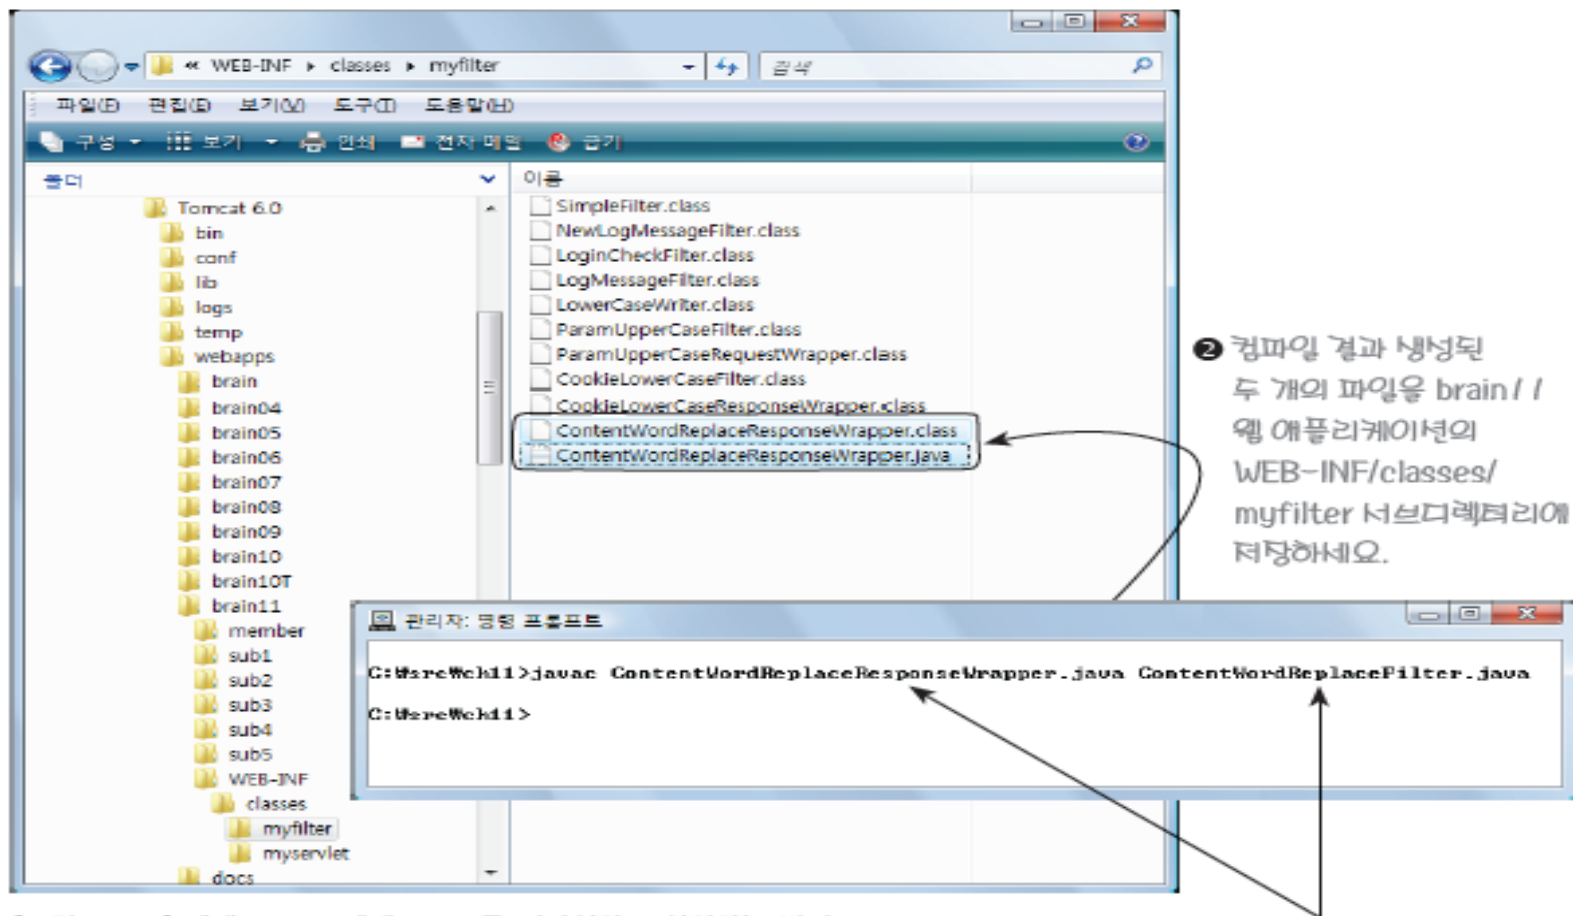 « WEB-INF ▸ classes ▸ myfilter
검색
파일(F) 편집(E) 보기(V) 도구(T) 도움말(H)
구성 보기 인쇄 전자 메일 굽기
폴더
이름
Tomcat 6.0
bin
conf
lib
logs
temp
webapps
brain
brain04
brain05
brain06
brain07
brain08
brain09
brain10
brain10T
brain11
member
sub1
sub2
sub3
sub4
sub5
WEB-INF
classes
myfilter
myservlet
docs
SimpleFilter.class
NewLogMessageFilter.class
LoginCheckFilter.class
LogMessageFilter.class
LowerCaseWriter.class
ParamUpperCaseFilter.class
ParamUpperCaseRequestWrapper.class
CookieLowerCaseFilter.class
CookieLowerCaseResponseWrapper.class
ContentWordReplaceResponseWrapper.class
ContentWordReplaceResponseWrapper.java
❷ 컴파일 결과 생성된
두 개의 파일을 brain11
웹 애플리케이션의
WEB-INF/classes/
myfilter 서브디렉터리에
저장하세요.
관리자: 명령 프롬프트
C:₩src₩ch11>javac ContentWordReplaceResponseWrapper.java ContentWordReplaceFilter.java
C:₩src₩ch11>